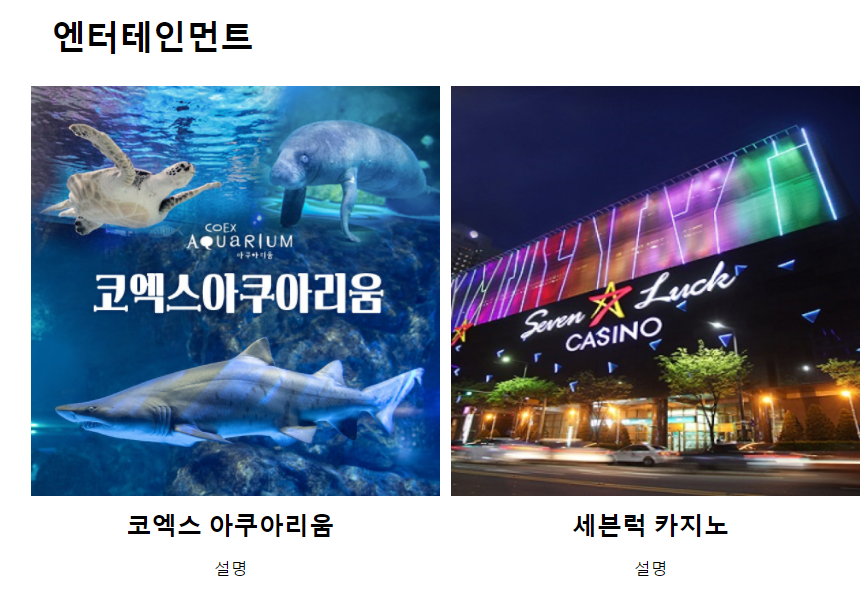 엔터테인먼트
COEX
AQUARIUM
아쿠아리움
코엑스아쿠아리움
Seven Luck
CASINO
코엑스 아쿠아리움
세븐럭 카지노
설명
설명